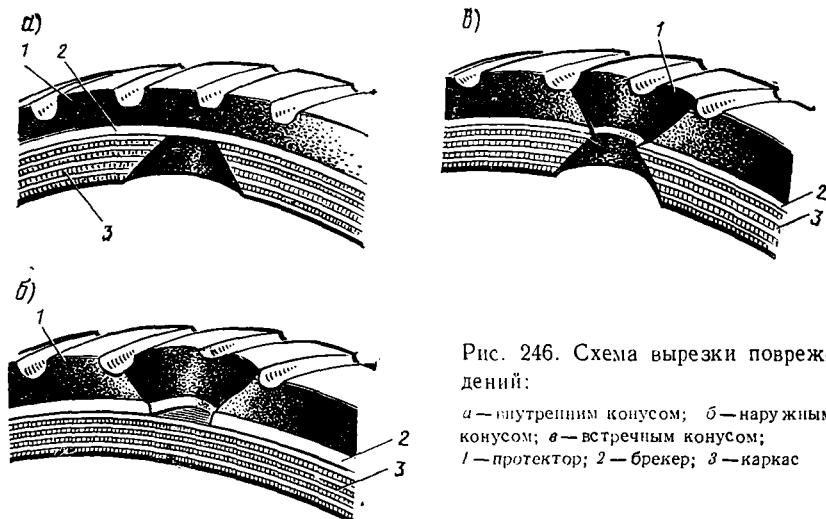 а)
1
2
3
в)
1
2
3
б)
1
2
3
Рис. 246. Схема вырезки повреж-
дений:
а — внутренним конусом; б — наружным
конусом; в — встречным конусом;
1 — протектор; 2 — брекер; 3 — каркас